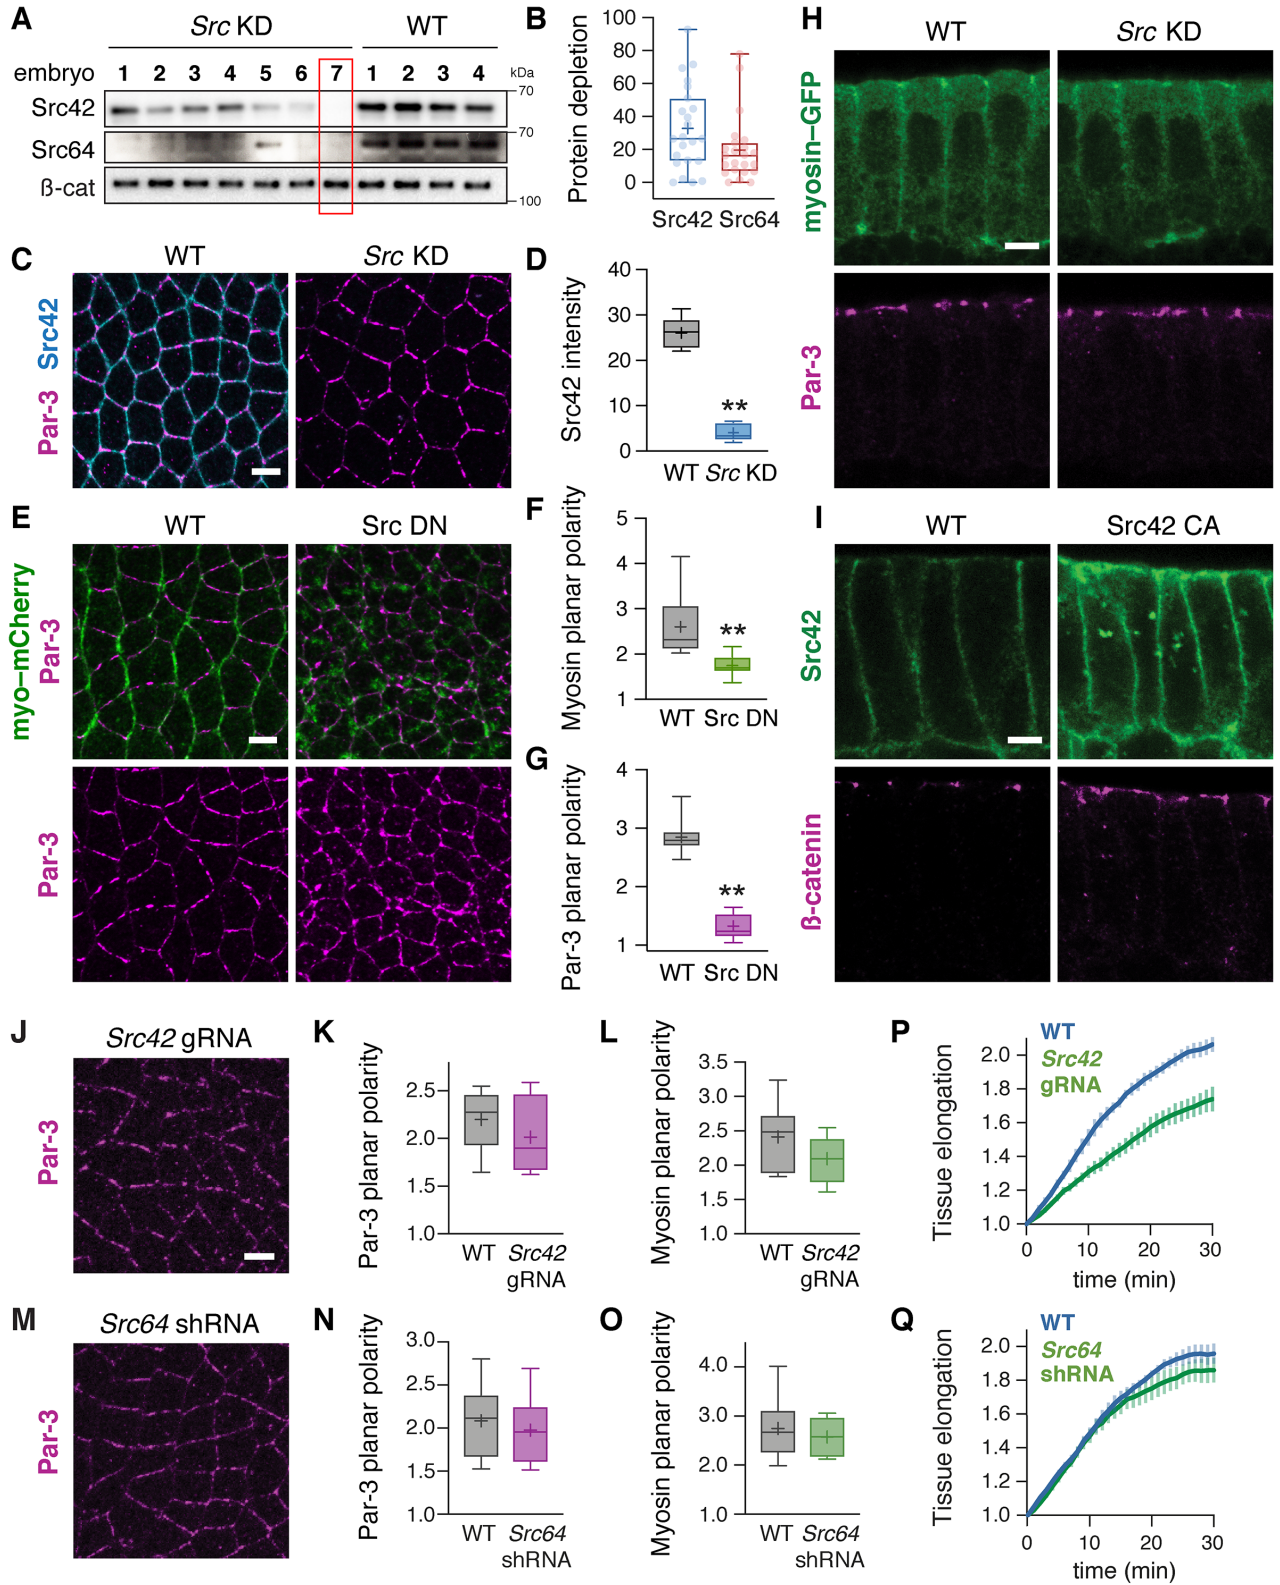 A
Src KD
WT
embryo
1 2 3 4 5 6 7 1 2 3 4
kDa
Src42
70
Src64
70
ß-cat
100
B
Protein depletion
100
80
60
40
20
0
Src42 Src64
C
WT
Src KD
Par-3 Src42
D
Src42 intensity
40
30
20
10
0
**
WT Src KD
E
WT
Src DN
myo–mCherry
Par-3
Par-3
F
Myosin planar polarity
5
4
3
2
1
**
WT Src DN
G
Par-3 planar polarity
4
3
2
1
**
WT Src DN
H
WT
Src KD
myosin–GFP
Par-3
I
WT
Src42 CA
Src42
ß-catenin
J
Src42 gRNA
Par-3
K
Par-3 planar polarity
2.5
2.0
1.5
1.0
WT Src42
gRNA
L
Myosin planar polarity
3.5
3.0
2.5
2.0
1.5
1.0
WT Src42
gRNA
P
Tissue elongation
2.0
1.8
1.6
1.4
1.2
1.0
WT
Src42
gRNA
0 10 20 30
time (min)
M
Src64 shRNA
Par-3
N
Par-3 planar polarity
3.0
2.5
2.0
1.5
1.0
WT Src64
shRNA
O
Myosin planar polarity
4.0
3.0
2.0
1.0
WT Src64
shRNA
Q
Tissue elongation
2.0
1.8
1.6
1.4
1.2
1.0
WT
Src64
shRNA
0 10 20 30
time (min)